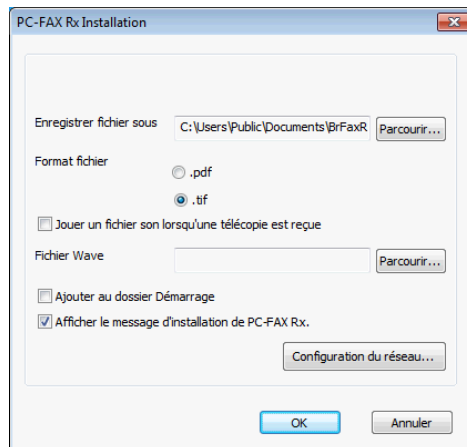 PC-FAX Rx Installation
Enregistrer fichier sous C:\Users\Public\Documents\BrFaxR Parcourir...
Format fichier
.pdf
.tif
Jouer un fichier son lorsqu'une télécopie est reçue
Fichier Wave Parcourir...
Ajouter au dossier Démarrage
Afficher le message d'installation de PC-FAX Rx.
Configuration du réseau...
OK Annuler